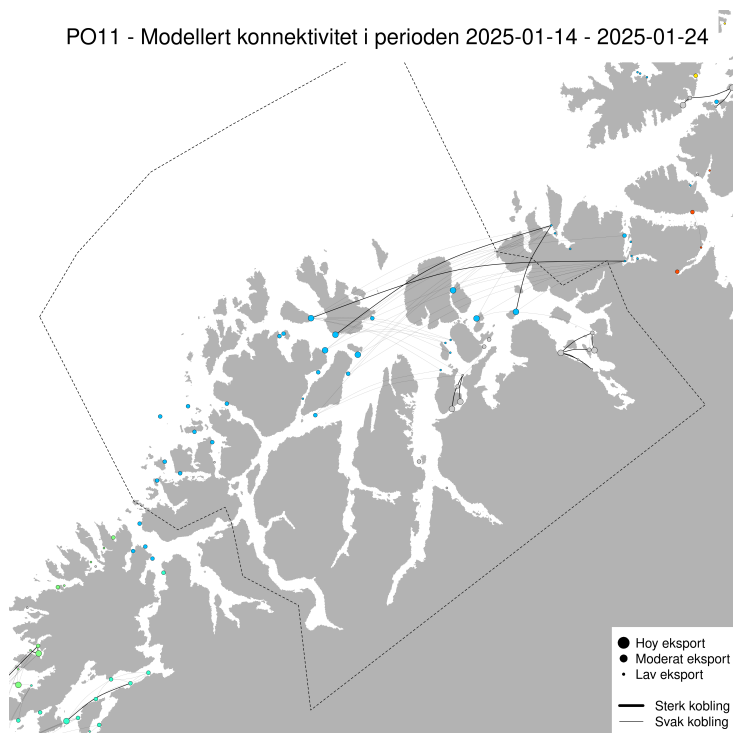 PO11 - Modellert konnektivitet i perioden 2025-01-14 - 2025-01-24
Hoy eksport
Moderat eksport
Lav eksport
Sterk kobling
Svak kobling